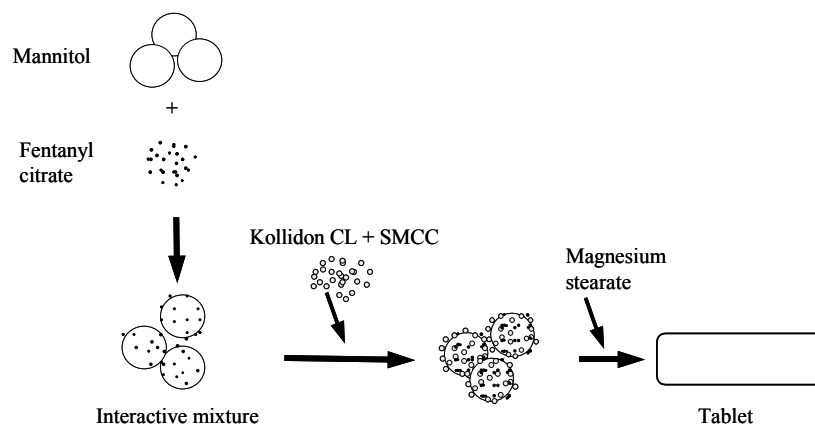 Mannitol
+
Fentanyl
citrate
Kollidon CL + SMCC
Magnesium
stearate
Interactive mixture
Tablet